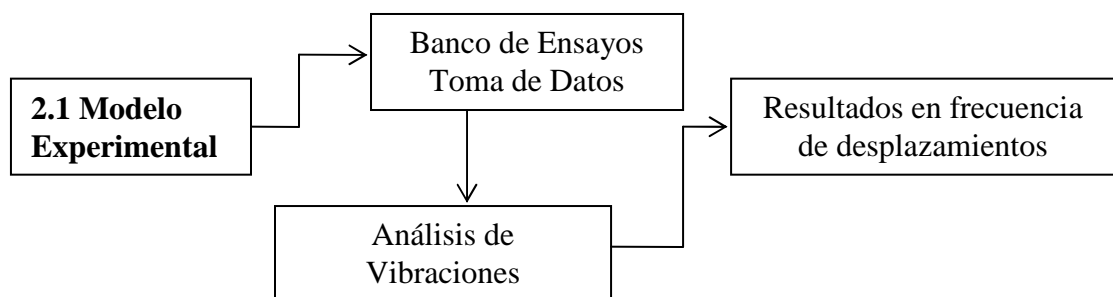 2.1 Modelo
Experimental
Banco de Ensayos
Toma de Datos
Análisis de
Vibraciones
Resultados en frecuencia
de desplazamientos